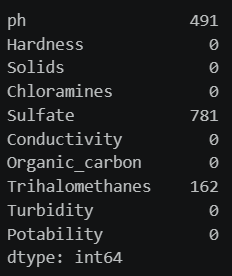 ph 491
Hardness 0
Solids 0
Chloramines 0
Sulfate 781
Conductivity 0
Organic_carbon 0
Trihalomethanes 162
Turbidity 0
Potability 0
dtype: int64